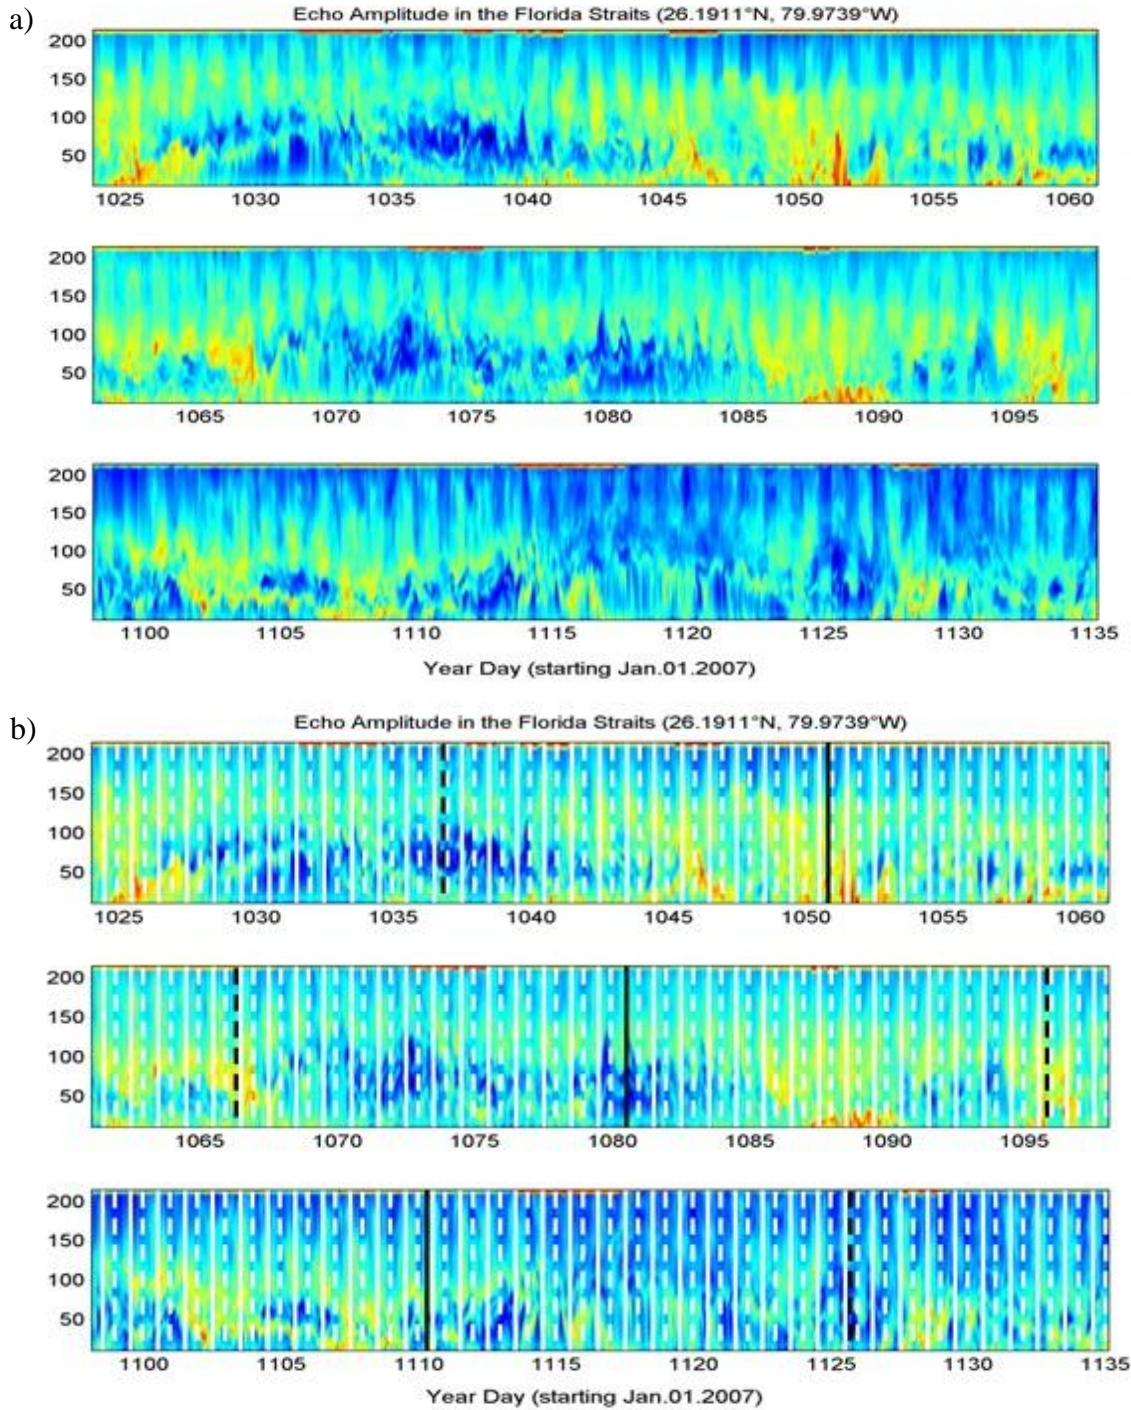 a)
Echo Amplitude in the Florida Straits (26.1911°N, 79.9739°W)
200
150
100
50
1025 1030 1035 1040 1045 1050 1055 1060
200
150
100
50
1065 1070 1075 1080 1085 1090 1095
200
150
100
50
1100 1105 1110 1115 1120 1125 1130 1135
Year Day (starting Jan.01.2007)
b)
Echo Amplitude in the Florida Straits (26.1911°N, 79.9739°W)
200
150
100
50
1025 1030 1035 1040 1045 1050 1055 1060
200
150
100
50
1065 1070 1075 1080 1085 1090 1095
200
150
100
50
1100 1105 1110 1115 1120 1125 1130 1135
Year Day (starting Jan.01.2007)